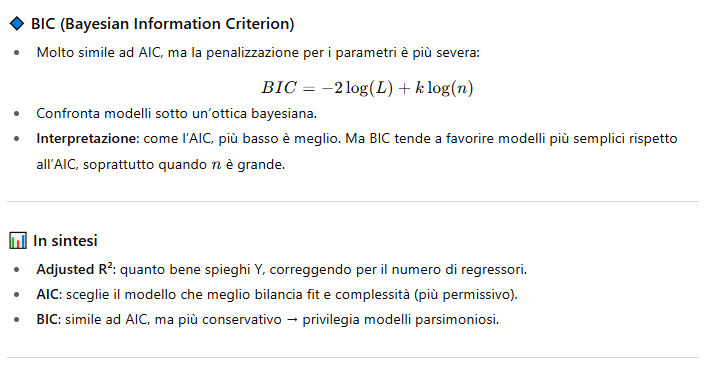 🔷 BIC (Bayesian Information Criterion)
• Molto simile ad AIC, ma la penalizzazione per i parametri è più severa:
BIC = −2 log(L) + k log(n)
• Confronta modelli sotto un’ottica bayesiana.
• Interpretazione: come l’AIC, più basso è meglio. Ma BIC tende a favorire modelli più semplici rispetto
all’AIC, soprattutto quando n è grande.
📊 In sintesi
• Adjusted R²: quanto bene spieghi Y, correggendo per il numero di regressori.
• AIC: sceglie il modello che meglio bilancia fit e complessità (più permissivo).
• BIC: simile ad AIC, ma più conservativo → privilegia modelli parsimoniosi.